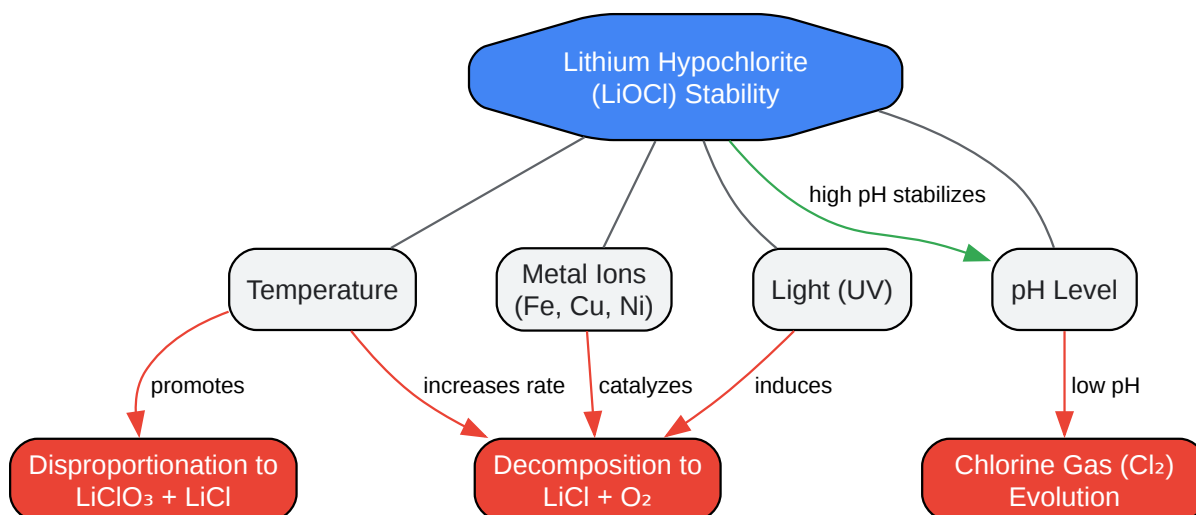 Lithium Hypochlorite
(LiOCl) Stability
high pH stabilizes
Temperature
Metal Ions
(Fe, Cu, Ni)
Light (UV)
pH Level
promotes
increases rate
catalyzes
induces
low pH
Disproportionation to
LiClO₃ + LiCl
Decomposition to
LiCl + O₂
Chlorine Gas (Cl₂)
Evolution